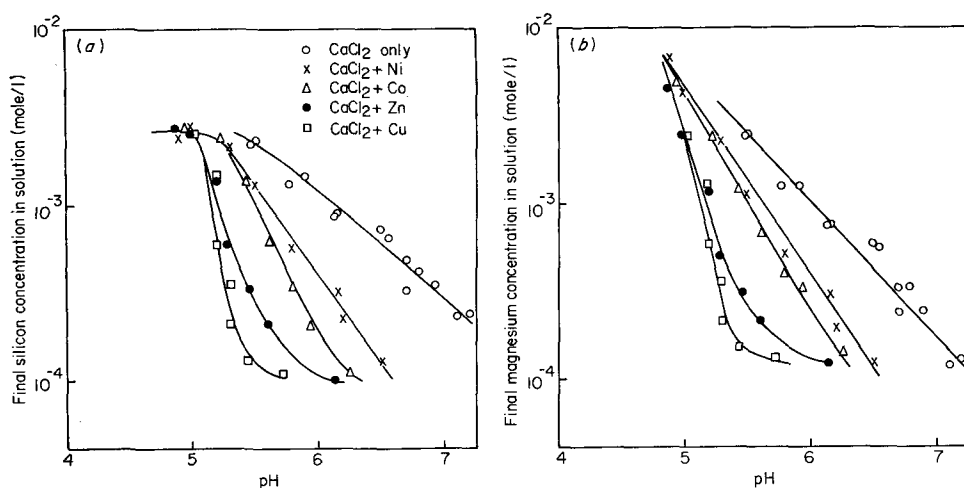 10⁻²
(a)
○ CaCl₂ only
x CaCl₂+ Ni
△ CaCl₂+ Co
● CaCl₂+ Zn
□ CaCl₂+ Cu
10⁻³
10⁻⁴
Final silicon concentration in solution (mole/l)
4 5 6 7
pH
10⁻²
(b)
10⁻³
10⁻⁴
Final magnesium concentration in solution (mole/l)
4 5 6 7
pH